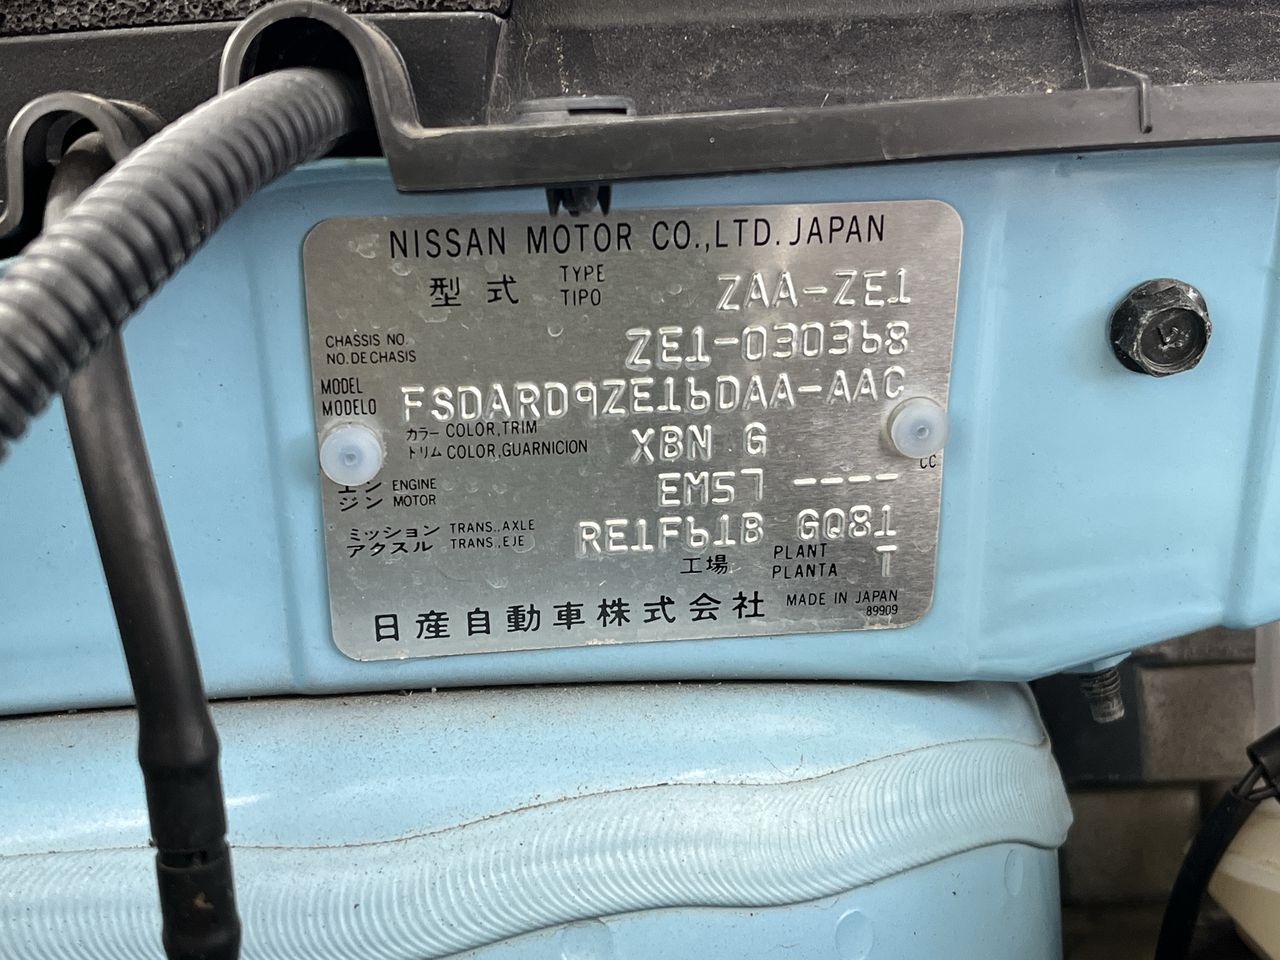 NISSAN MOTOR CO.,LTD. JAPAN
型式 TYPE TIPO ZAA-ZE1
CHASSIS NO. NO. DE CHASIS ZE1-030368
MODEL MODELO FSDARD9ZE16DAA-AAC
カラー COLOR,TRIM
トリム COLOR,GUARNICION XBN G
CC
エン ENGINE
ジン MOTOR EM57 ----
ミッション TRANS.,AXLE
アクスル TRANS.,EJE RE1F61B GQ81
工場 PLANT PLANTA T
日産自動車株式会社 MADE IN JAPAN
89909